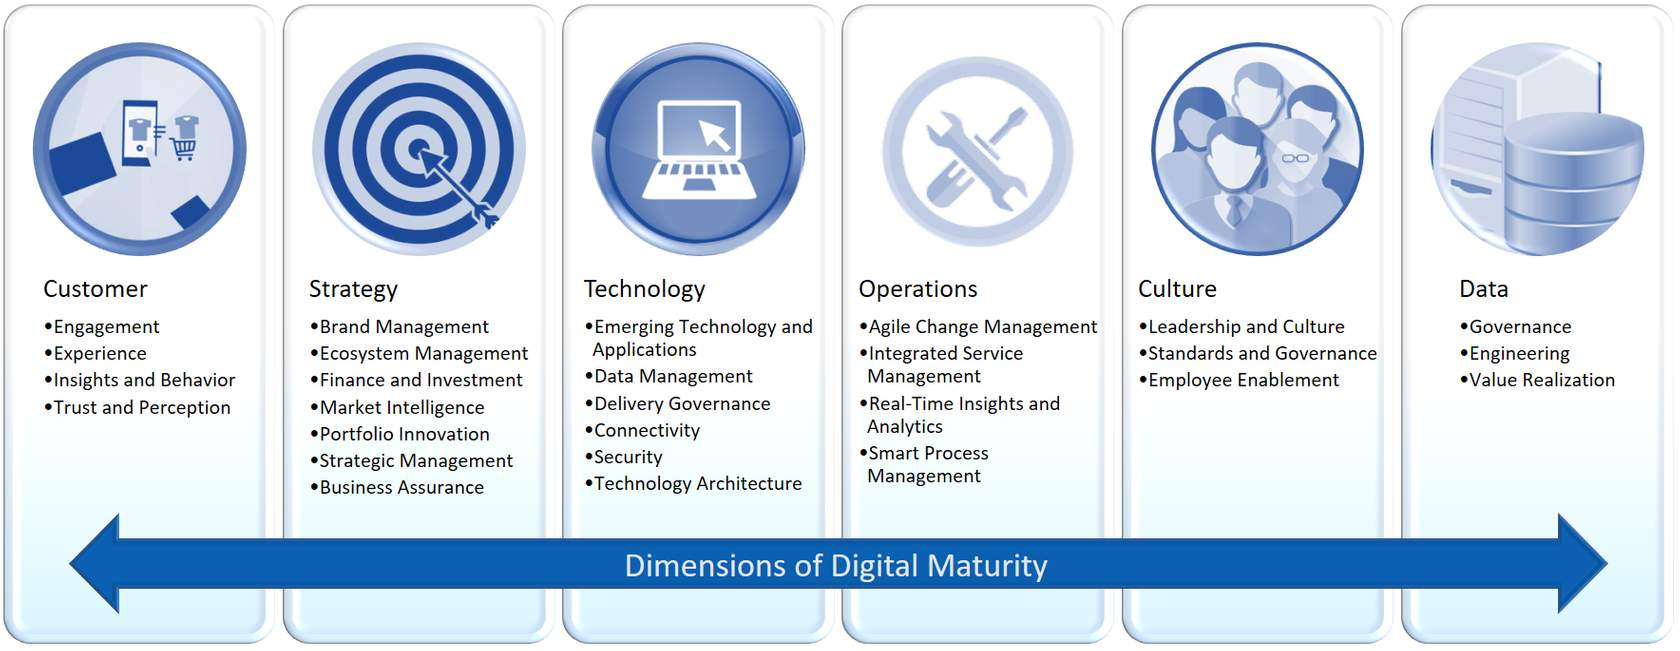 Customer
•Engagement
•Experience
•Insights and Behavior
•Trust and Perception
Strategy
•Brand Management
•Ecosystem Management
•Finance and Investment
•Market Intelligence
•Portfolio Innovation
•Strategic Management
•Business Assurance
Technology
•Emerging Technology and
Applications
•Data Management
•Delivery Governance
•Connectivity
•Security
•Technology Architecture
Operations
•Agile Change Management
•Integrated Service
Management
•Real-Time Insights and
Analytics
•Smart Process
Management
Culture
•Leadership and Culture
•Standards and Governance
•Employee Enablement
Data
•Governance
•Engineering
•Value Realization
Dimensions of Digital Maturity